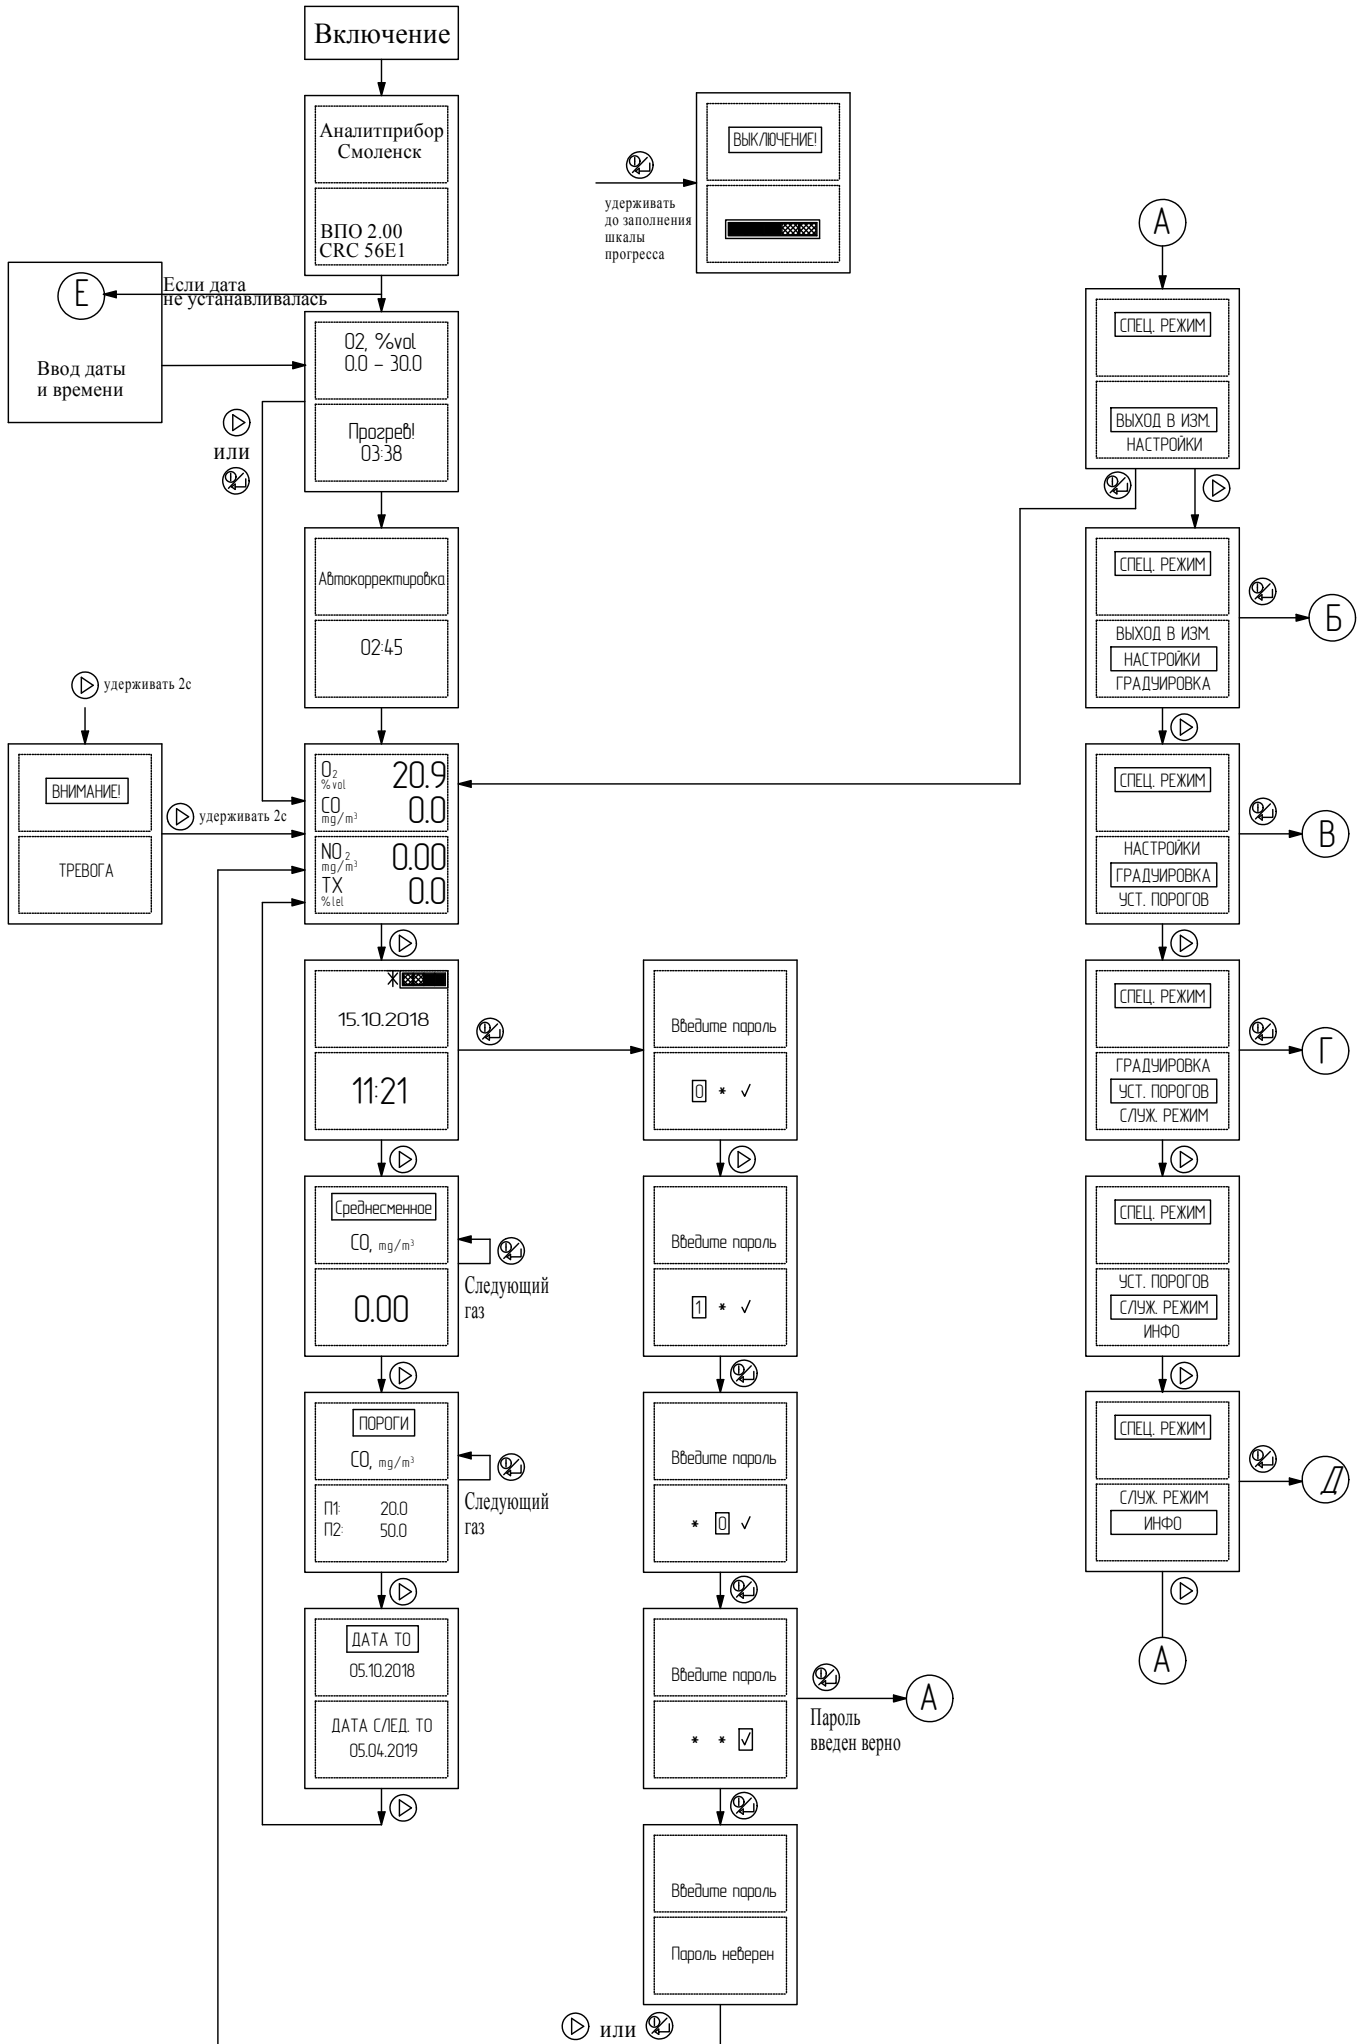 Включение
Аналитприбор
Смоленск
ВПО 2.00
CRC 56E1
ВЫКЛЮЧЕНИЕ!
удерживать
до заполнения
шкалы
прогресса
Е
Если дата
не устанавливалась
Ввод даты
и времени
O2, %vol
0.0 – 30.0
Прогрев!
03:38
или
Автокорректировка
02:45
удерживать 2с
ВНИМАНИЕ!
ТРЕВОГА
удерживать 2с
O₂ 20.9
%vol
CO 0.0
mg/m³
NO₂ 0.00
mg/m³
TX 0.0
%lel
15.10.2018
11:21
Среднесменное
CO, mg/m³
0.00
Следующий
газ
ПОРОГИ
CO, mg/m³
П1: 20.0
П2: 50.0
Следующий
газ
ДАТА ТО
05.10.2018
ДАТА СЛЕД. ТО
05.04.2019
Введите пароль
0 * ✓
Введите пароль
1 * ✓
Введите пароль
* 0 ✓
Введите пароль
* * ✓
Пароль
введен верно
А
Введите пароль
Пароль неверен
или
А
СПЕЦ. РЕЖИМ
ВЫХОД В ИЗМ.
НАСТРОЙКИ
СПЕЦ. РЕЖИМ
ВЫХОД В ИЗМ.
НАСТРОЙКИ
ГРАДУИРОВКА
Б
СПЕЦ. РЕЖИМ
НАСТРОЙКИ
ГРАДУИРОВКА
УСТ. ПОРОГОВ
В
СПЕЦ. РЕЖИМ
ГРАДУИРОВКА
УСТ. ПОРОГОВ
СЛУЖ. РЕЖИМ
Г
СПЕЦ. РЕЖИМ
УСТ. ПОРОГОВ
СЛУЖ. РЕЖИМ
ИНФО
СПЕЦ. РЕЖИМ
СЛУЖ. РЕЖИМ
ИНФО
Д
А